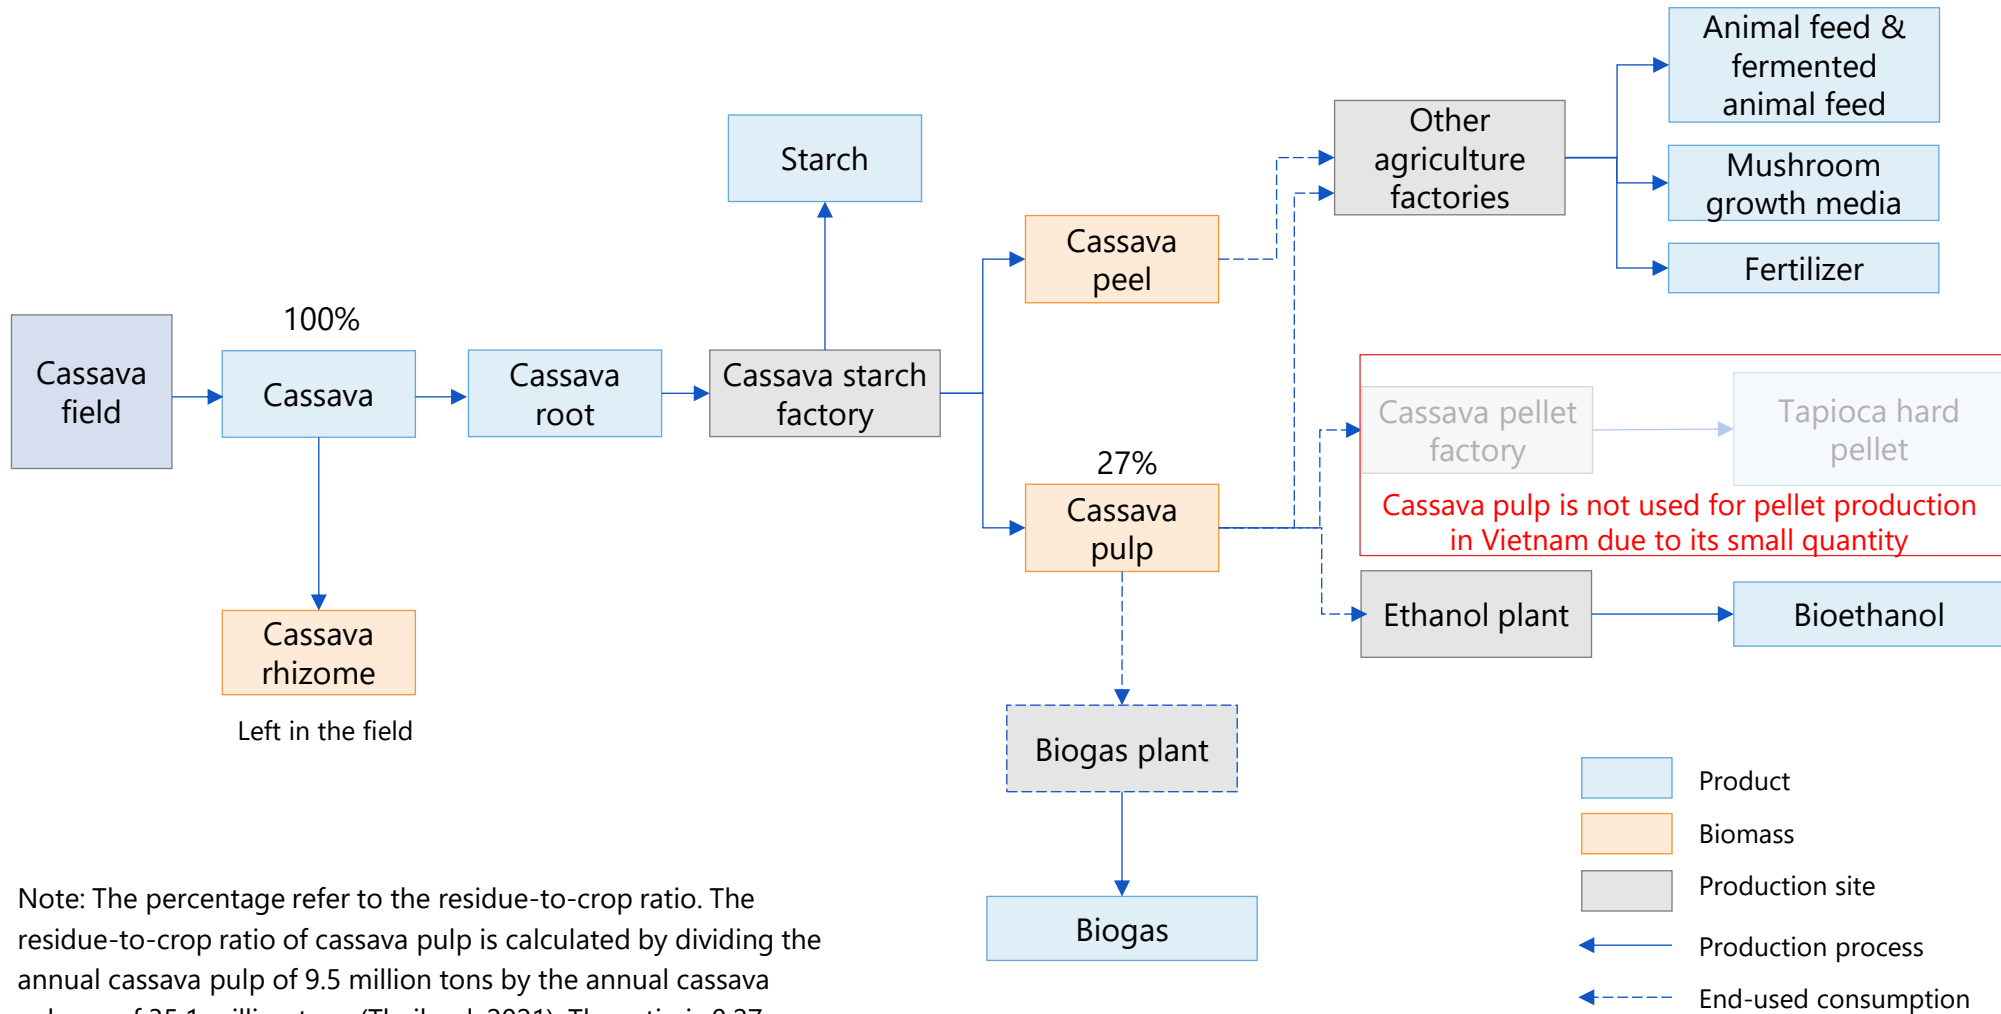 Animal feed &
fermented
animal feed
Other
agriculture
factories
Starch
Mushroom
growth media
Cassava
peel
Fertilizer
100%
Cassava
field
Cassava
Cassava
root
Cassava starch
factory
Cassava pellet
factory
Tapioca hard
pellet
27%
Cassava
pulp
Cassava pulp is not used for pellet production
in Vietnam due to its small quantity
Ethanol plant
Bioethanol
Cassava
rhizome
Left in the field
Biogas plant
Biogas
Product
Biomass
Production site
Production process
End-used consumption
Note: The percentage refer to the residue-to-crop ratio. The
residue-to-crop ratio of cassava pulp is calculated by dividing the
annual cassava pulp of 9.5 million tons by the annual cassava